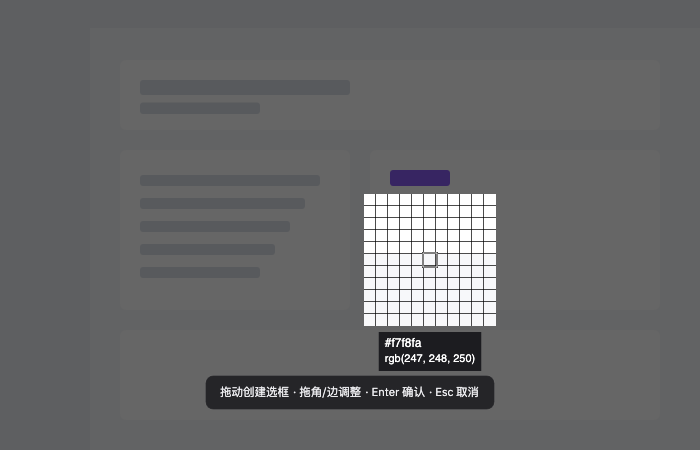 #f7f8fa
rgb(247, 248, 250)
拖动创建选框 · 拖角/边调整 · Enter 确认 · Esc 取消